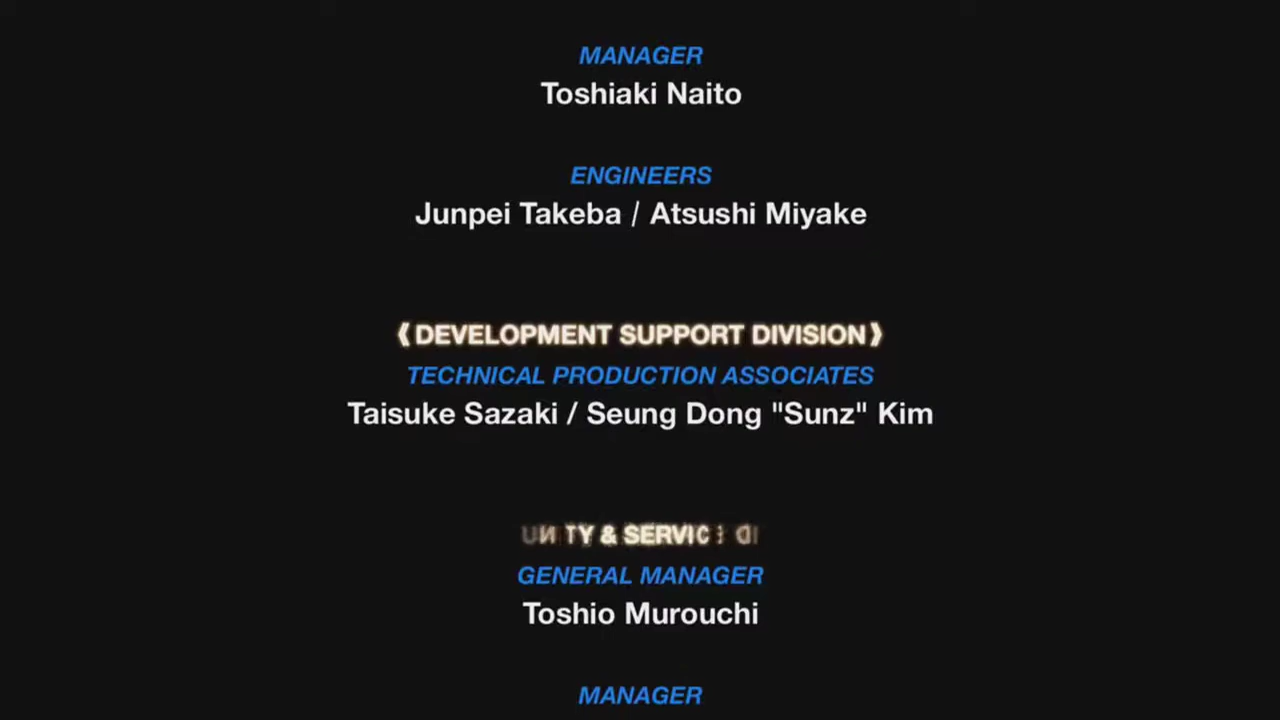 MANAGER
Toshiaki Naito
ENGINEERS
Junpei Takeba / Atsushi Miyake
❰DEVELOPMENT SUPPORT DIVISION❱
TECHNICAL PRODUCTION ASSOCIATES
Taisuke Sazaki / Seung Dong "Sunz" Kim
&
GENERAL MANAGER
Toshio Murouchi
MANAGER